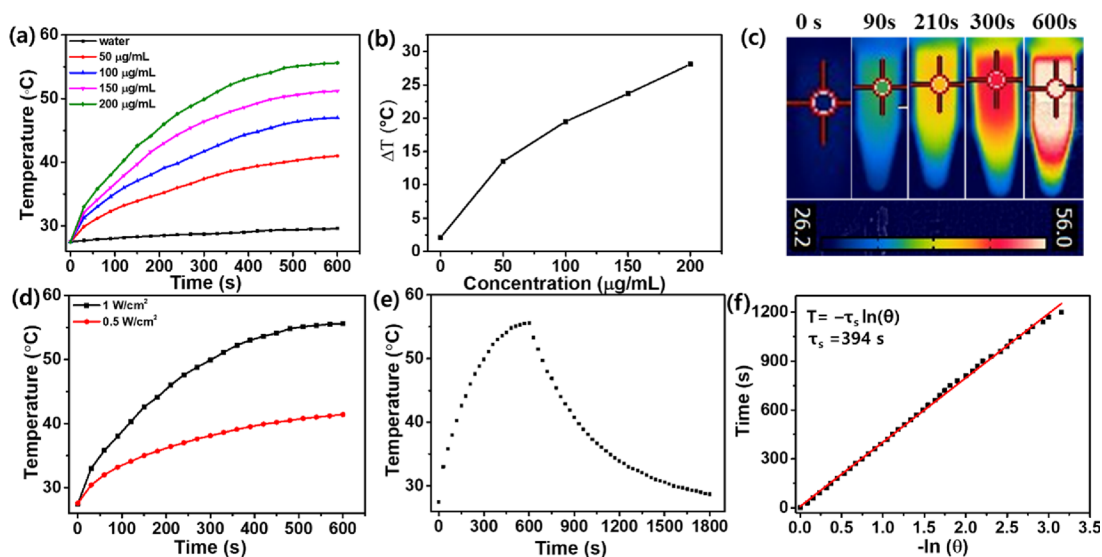 (a)
60
50
40
30
Temperature (°C)
water
50 μg/mL
100 μg/mL
150 μg/mL
200 μg/mL
0 100 200 300 400 500 600
Time (s)
(b)
30
25
20
15
10
5
0
ΔT (°C)
0 50 100 150 200
Concentration (μg/mL)
(c)
0 s 90s 210s 300s 600s
26.2
56.0
(d)
60
50
40
30
Temperature (°C)
1 W/cm²
0.5 W/cm²
0 100 200 300 400 500 600
Time (s)
(e)
60
50
40
30
Temperature (°C)
0 300 600 900 1200 1500 1800
Time (s)
(f)
1200
900
600
300
0
Time (s)
T= −τs ln(θ)
τs =394 s
0.0 0.5 1.0 1.5 2.0 2.5 3.0 3.5
-ln (θ)